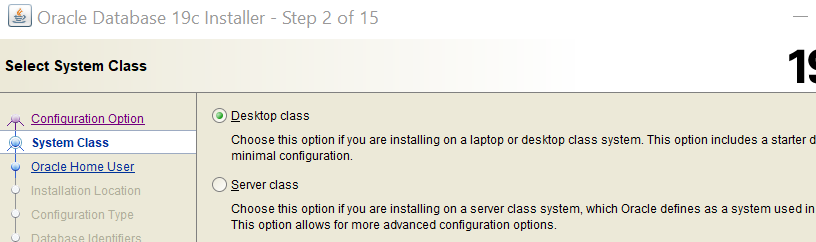 Oracle Database 19c Installer - Step 2 of 15
Select System Class
Configuration Option
System Class
Oracle Home User
Installation Location
Configuration Type
Database Identifiers
Desktop class
Choose this option if you are installing on a laptop or desktop class system. This option includes a starter
minimal configuration.
Server class
Choose this option if you are installing on a server class system, which Oracle defines as a system used in
This option allows for more advanced configuration options.